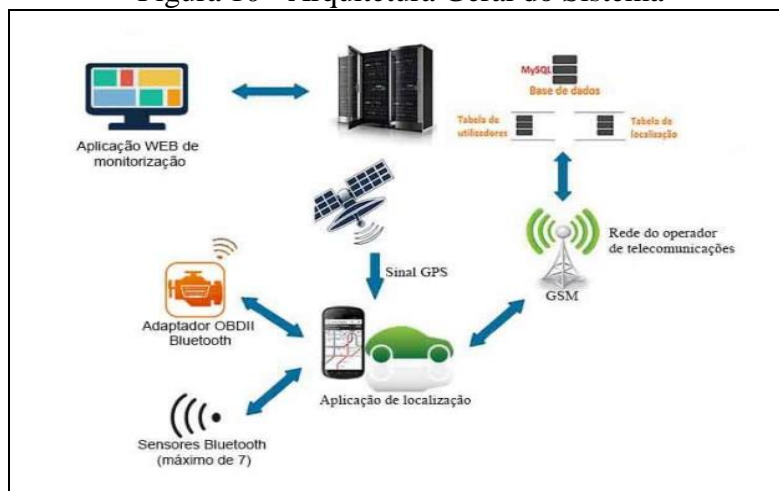 Figura 10 - Arquitetura Geral do Sistema
MySQL
Base de dados
Tabela de
utilizadores
Tabela de
localização
Aplicação WEB de
monitorização
Rede do operador
de telecomunicações
Sinal GPS
GSM
Adaptador OBDII
Bluetooth
Aplicação de localização
Sensores Bluetooth
(máximo de 7)